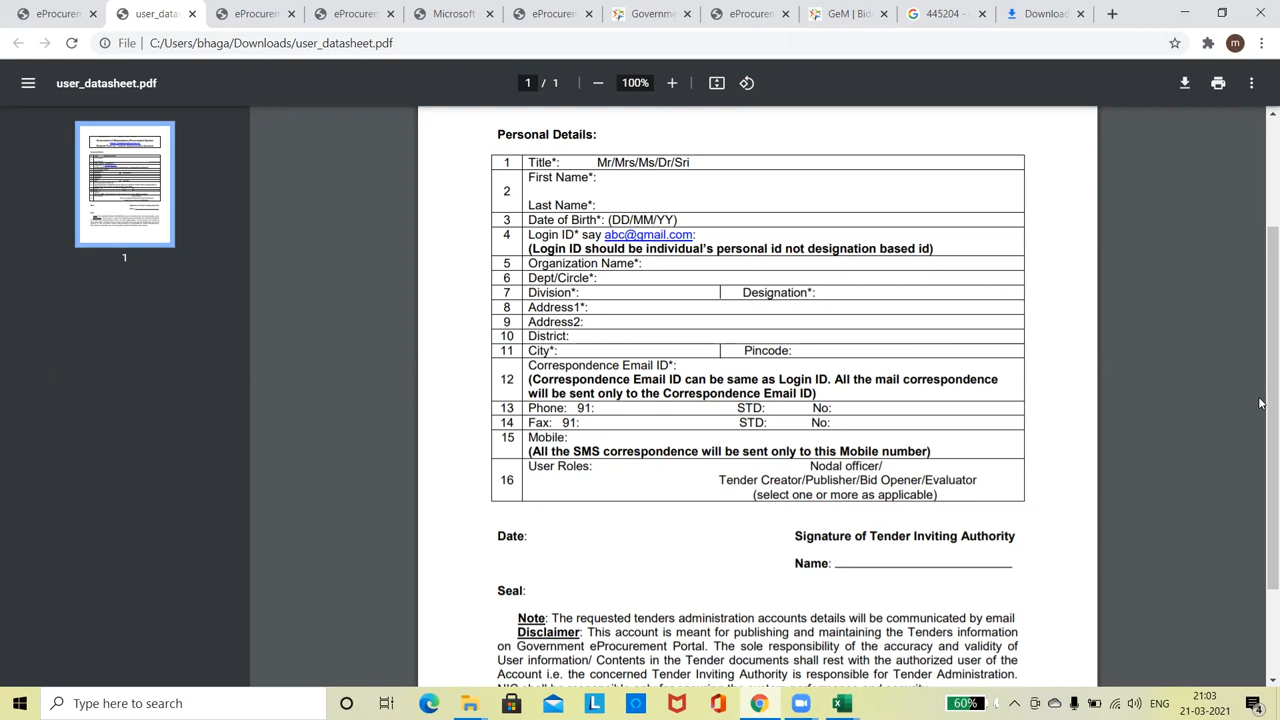 eProcurem
user_datas
eProcurem
eProcurem
Microsoft
eProcurem
Governme
eProcurem
GeM | Bid
445204 -
Download
File C:/Users/bhaga/Downloads/user_datasheet.pdf
m
user_datasheet.pdf
1 / 1
100%
1
Personal Details:
1 Title*: Mr/Mrs/Ms/Dr/Sri
2 First Name*:
Last Name*:
3 Date of Birth*: (DD/MM/YY)
4 Login ID* say abc@gmail.com:
(Login ID should be individual's personal id not designation based id)
5 Organization Name*:
6 Dept/Circle*:
7 Division*: Designation*:
8 Address1*:
9 Address2:
10 District:
11 City*: Pincode:
12 Correspondence Email ID*:
(Correspondence Email ID can be same as Login ID. All the mail correspondence
will be sent only to the Correspondence Email ID)
13 Phone: 91: STD: No:
14 Fax: 91: STD: No:
15 Mobile:
(All the SMS correspondence will be sent only to this Mobile number)
16 User Roles: Nodal officer/
Tender Creator/Publisher/Bid Opener/Evaluator
(select one or more as applicable)
Date: Signature of Tender Inviting Authority
Name: ____________________
Seal:
Note: The requested tenders administration accounts details will be communicated by email
Disclaimer: This account is meant for publishing and maintaining the Tenders information
on Government eProcurement Portal. The sole responsibility of the accuracy and validity of
User information/ Contents in the Tender documents shall rest with the authorized user of the
Account i.e. the concerned Tender Inviting Authority is responsible for Tender Administration.
Type here to search
60%
ENG
21:03
21-03-2021
4